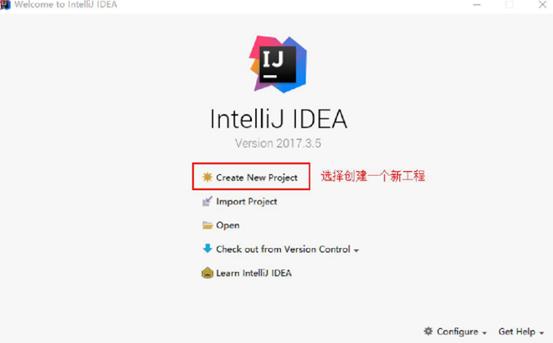 Welcome to IntelliJ IDEA
IJ
IntelliJ IDEA
Version 2017.3.5
Create New Project 选择创建一个新工程
Import Project
Open
Check out from Version Control
Learn IntelliJ IDEA
Configure Get Help